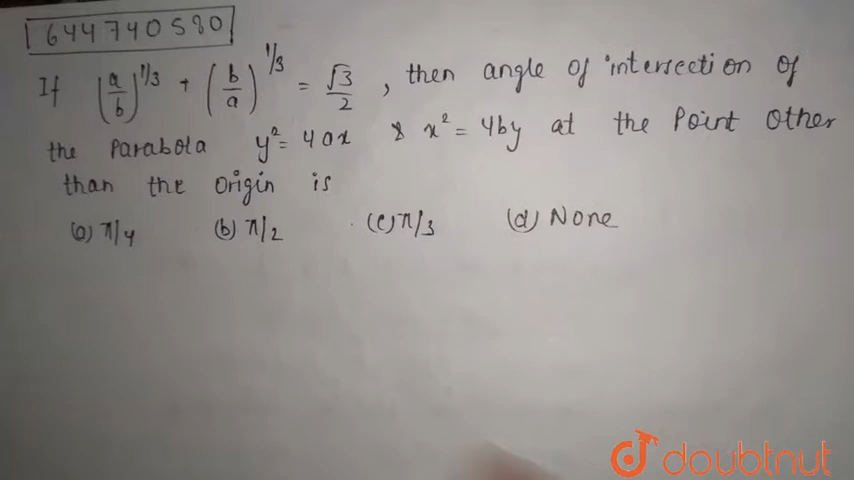 644740580
If (a/b)^1/3 + (b/a)^1/3 = √3/2 , then angle of intersection of
the Parabola y² = 4ax & x² = 4by at the Point Other
than the Origin is
(a) π/4 (b) π/2 (c) π/3 (d) None
doubtnut